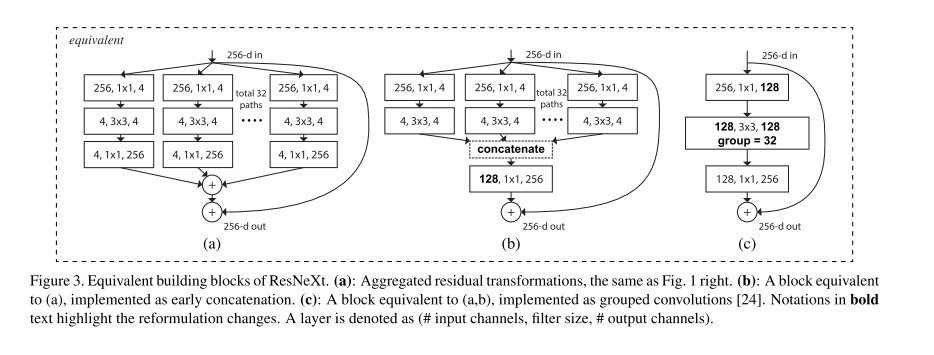 equivalent
256-d in
256, 1x1, 4
256, 1x1, 4
256, 1x1, 4
total 32
paths
4, 3x3, 4
4, 3x3, 4
....
4, 3x3, 4
4, 1x1, 256
4, 1x1, 256
4, 1x1, 256
+
+
256-d out
(a)
256-d in
256, 1x1, 4
256, 1x1, 4
256, 1x1, 4
total 32
paths
4, 3x3, 4
4, 3x3, 4
....
4, 3x3, 4
concatenate
128, 1x1, 256
+
256-d out
(b)
256-d in
256, 1x1, 128
128, 3x3, 128
group = 32
128, 1x1, 256
+
256-d out
(c)
Figure 3. Equivalent building blocks of ResNeXt. (a): Aggregated residual transformations, the same as Fig. 1 right. (b): A block equivalent
to (a), implemented as early concatenation. (c): A block equivalent to (a,b), implemented as grouped convolutions [24]. Notations in bold
text highlight the reformulation changes. A layer is denoted as (# input channels, filter size, # output channels).